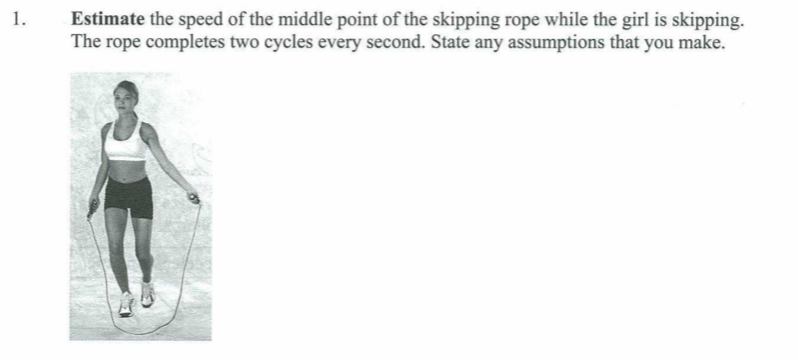 1. Estimate the speed of the middle point of the skipping rope while the girl is skipping.
The rope completes two cycles every second. State any assumptions that you make.